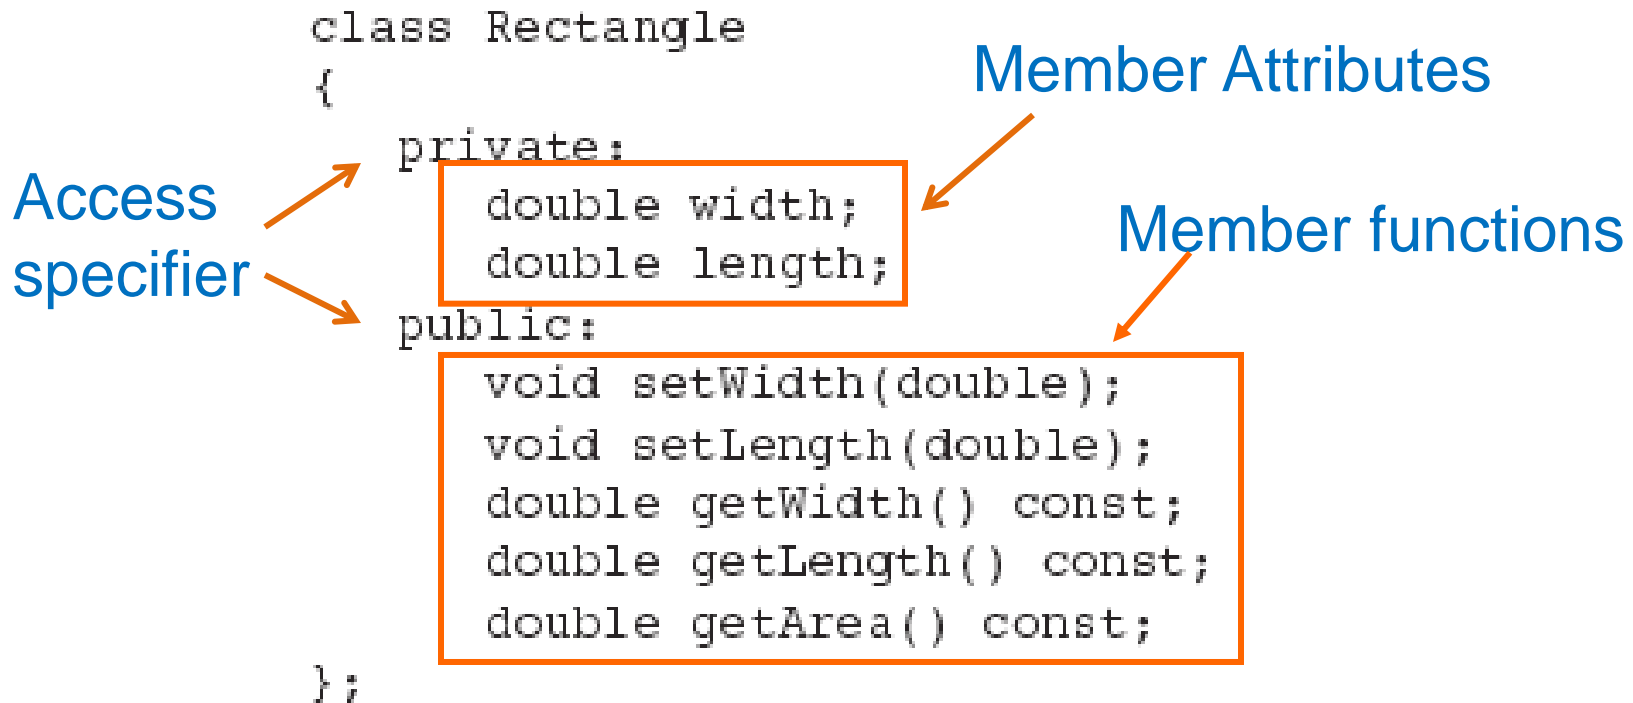 class Rectangle
{
Member Attributes
private:
Access
specifier
double width;
double length;
Member functions
public:
void setWidth(double);
void setLength(double);
double getWidth() const;
double getLength() const;
double getArea() const;
};